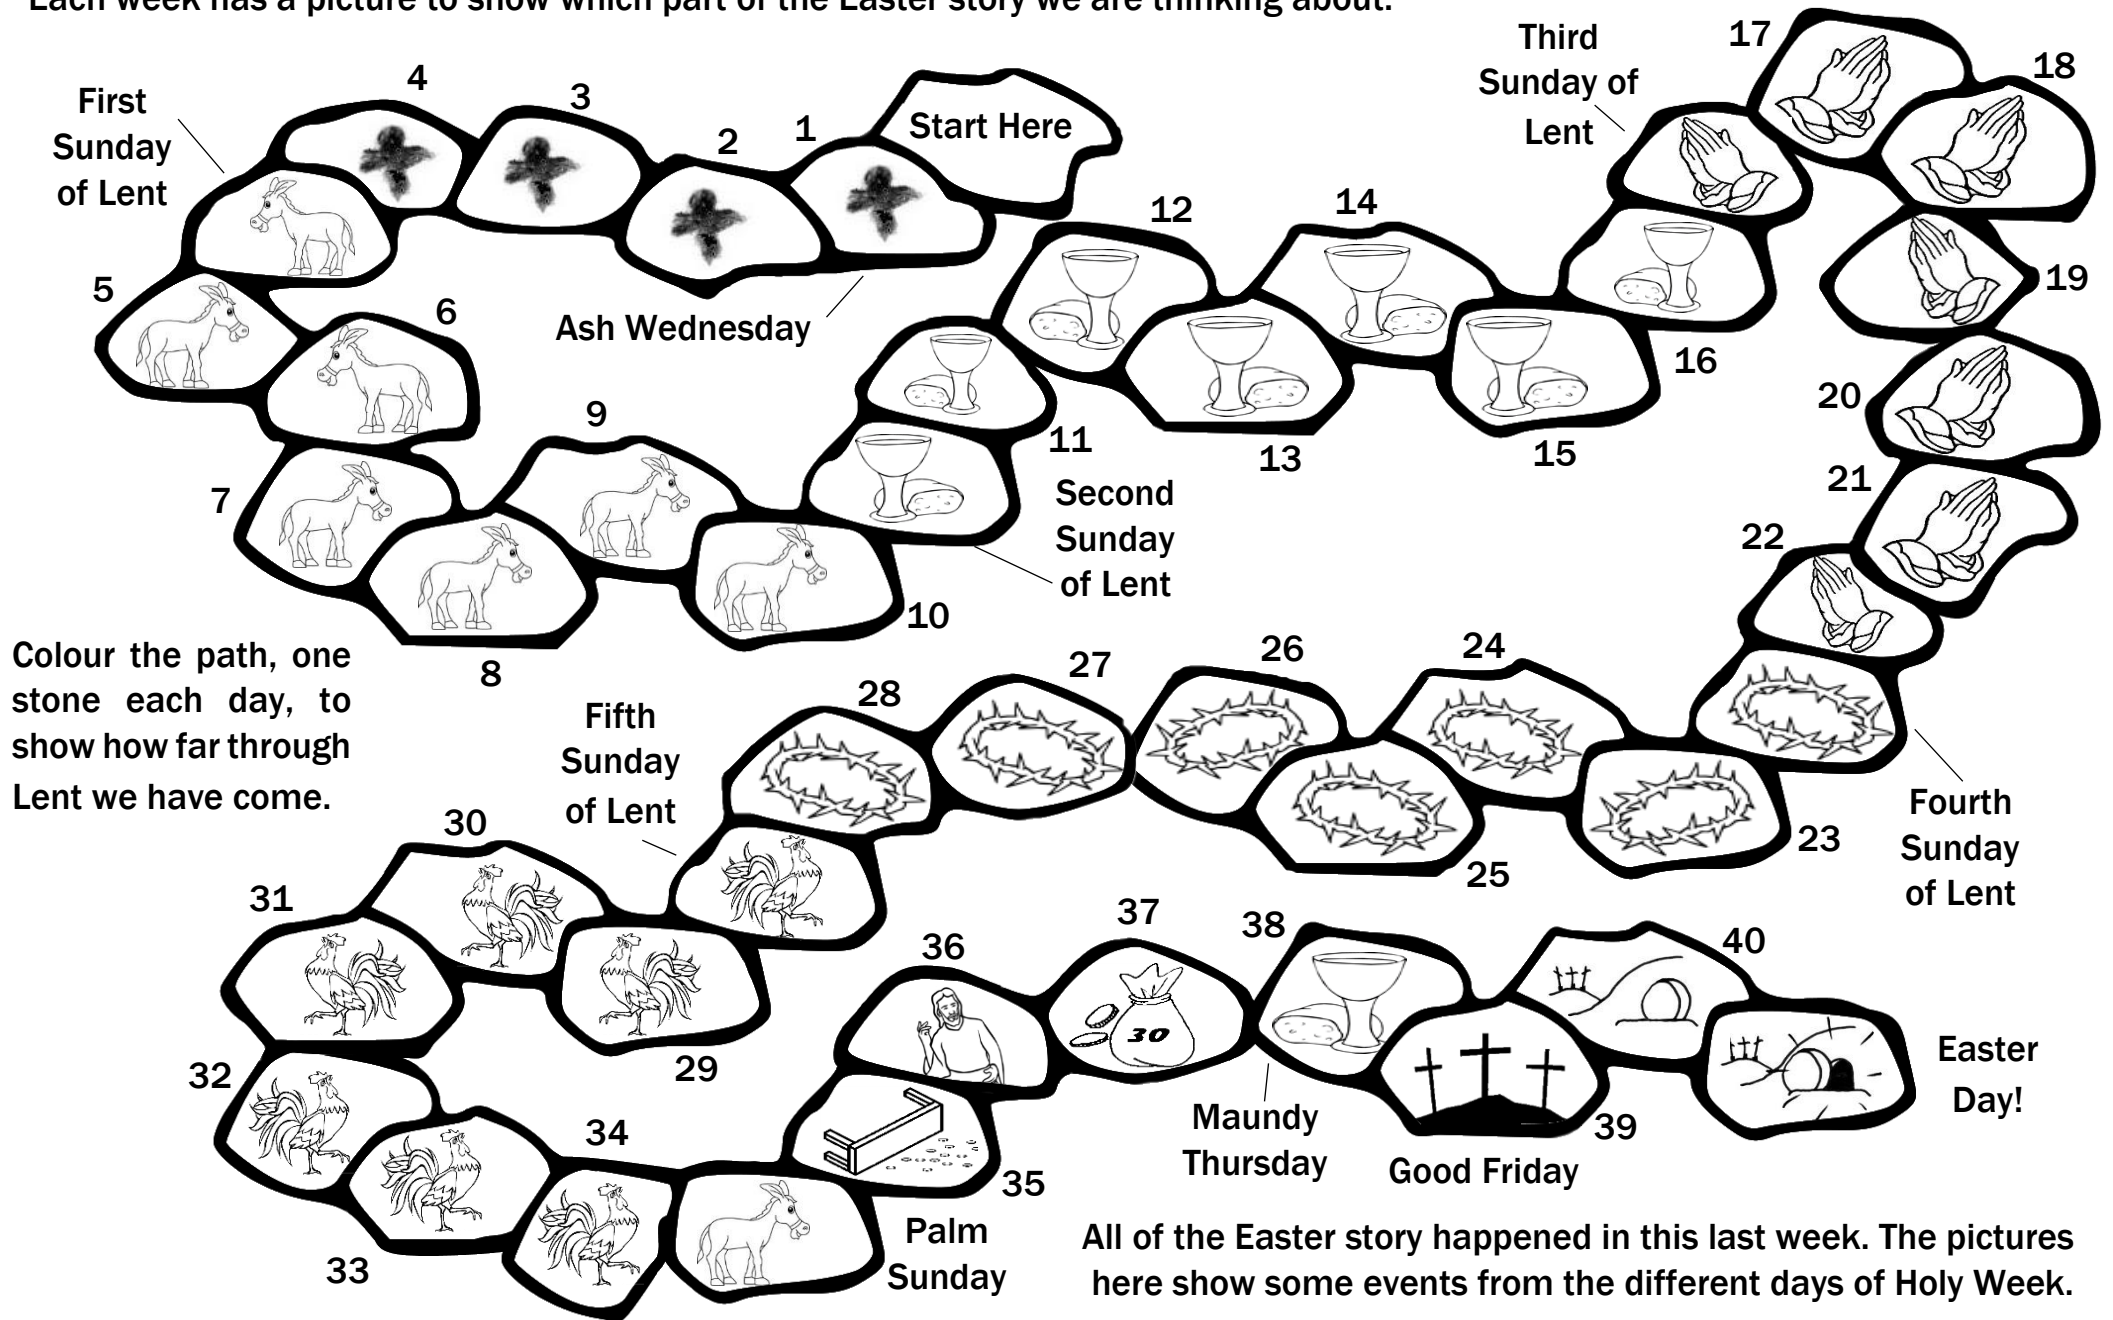 Each week has a picture to show which part of the Easter story we are thinking about.
Start Here
1
2
3
4
Ash Wednesday
First
Sunday
of Lent
5
6
7
8
9
10
Second
Sunday
of Lent
11
12
13
14
15
16
Third
Sunday of
Lent
17
18
19
20
21
22
Fourth
Sunday
of Lent
23
24
25
26
27
28
Colour the path, one
stone each day, to
show how far through
Lent we have come.
Fifth
Sunday
of Lent
29
30
31
32
33
34
Palm
Sunday
35
36
37
30
38
Maundy
Thursday
Good Friday
39
40
Easter
Day!
All of the Easter story happened in this last week. The pictures
here show some events from the different days of Holy Week.